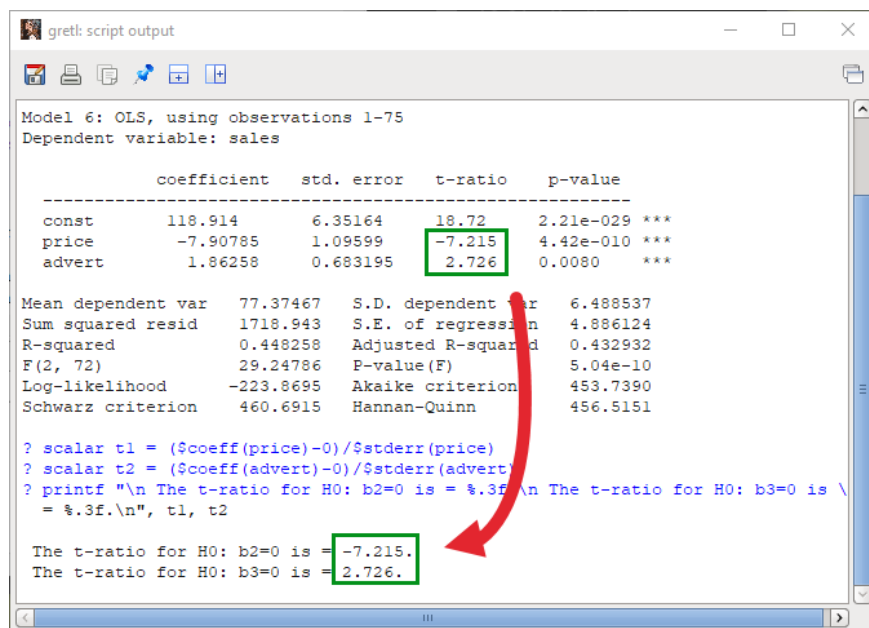 gretl: script output
Model 6: OLS, using observations 1-75
Dependent variable: sales
coefficient std. error t-ratio p-value
---------------------------------------------------------
const 118.914 6.35164 18.72 2.21e-029 ***
price -7.90785 1.09599 -7.215 4.42e-010 ***
advert 1.86258 0.683195 2.726 0.0080 ***
Mean dependent var 77.37467 S.D. dependent var 6.488537
Sum squared resid 1718.943 S.E. of regression 4.886124
R-squared 0.448258 Adjusted R-squared 0.432932
F(2, 72) 29.24786 P-value(F) 5.04e-10
Log-likelihood -223.8695 Akaike criterion 453.7390
Schwarz criterion 460.6915 Hannan-Quinn 456.5151
? scalar t1 = ($coeff(price)-0)/$stderr(price)
? scalar t2 = ($coeff(advert)-0)/$stderr(advert)
? printf "\n The t-ratio for H0: b2=0 is = %.3f.\n The t-ratio for H0: b3=0 is \
= %.3f.\n", t1, t2
The t-ratio for H0: b2=0 is = -7.215.
The t-ratio for H0: b3=0 is = 2.726.